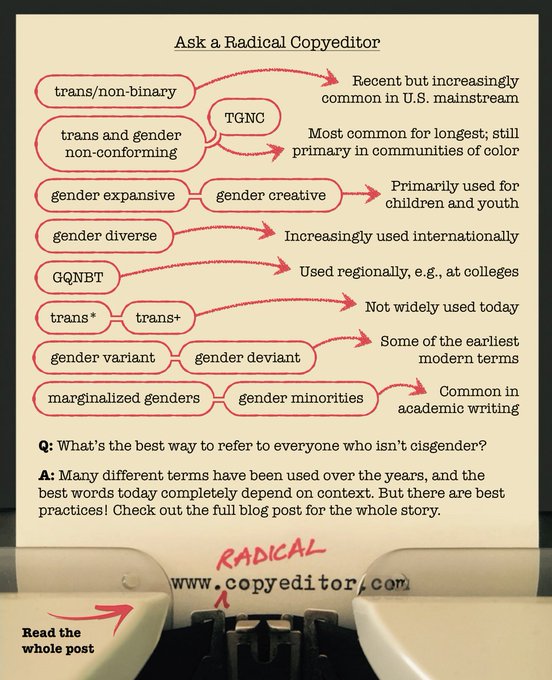 Ask a Radical Copyeditor
trans/non-binary
Recent but increasingly
common in U.S. mainstream
TGNC
trans and gender
non-conforming
Most common for longest; still
primary in communities of color
gender expansive
gender creative
Primarily used for
children and youth
gender diverse
Increasingly used internationally
GQNBT
Used regionally, e.g., at colleges
trans*
trans+
Not widely used today
gender variant
gender deviant
Some of the earliest
modern terms
marginalized genders
gender minorities
Common in
academic writing
Q: What's the best way to refer to everyone who isn't cisgender?
A: Many different terms have been used over the years, and the
best words today completely depend on context. But there are best
practices! Check out the full blog post for the whole story.
RADICAL
www.copyeditor.com
Read the
whole post